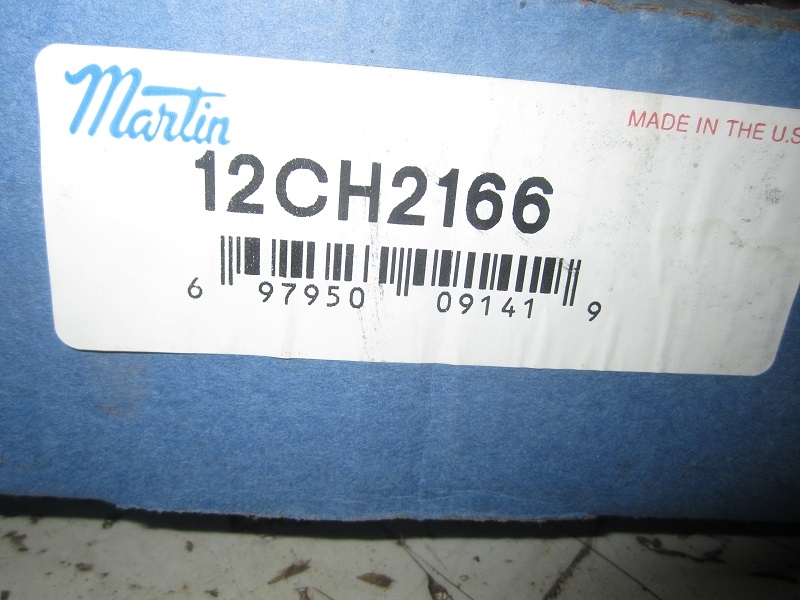 Martin
MADE IN THE U.S
12CH2166
6 97950 09141 9